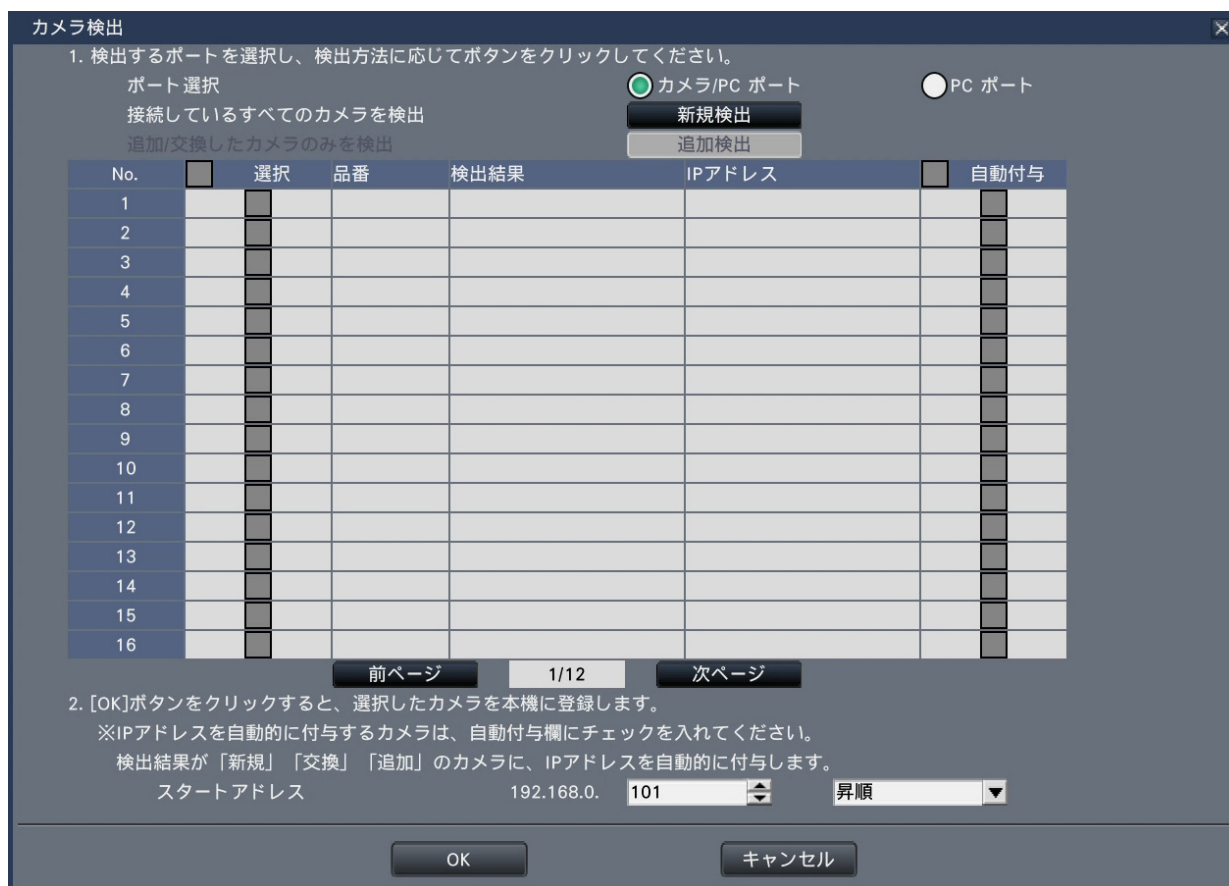 カメラ検出
1. 検出するポートを選択し、検出方法に応じてボタンをクリックしてください。
ポート選択 カメラ/PC ポート PC ポート
接続しているすべてのカメラを検出 新規検出
追加/交換したカメラのみを検出 追加検出
No. 選択 品番 検出結果 IPアドレス 自動付与
1
2
3
4
5
6
7
8
9
10
11
12
13
14
15
16
前ページ 1/12 次ページ
2. [OK]ボタンをクリックすると、選択したカメラを本機に登録します。
※IPアドレスを自動的に付与するカメラは、自動付与欄にチェックを入れてください。
検出結果が「新規」「交換」「追加」のカメラに、IPアドレスを自動的に付与します。
スタートアドレス 192.168.0. 101 昇順
OK キャンセル